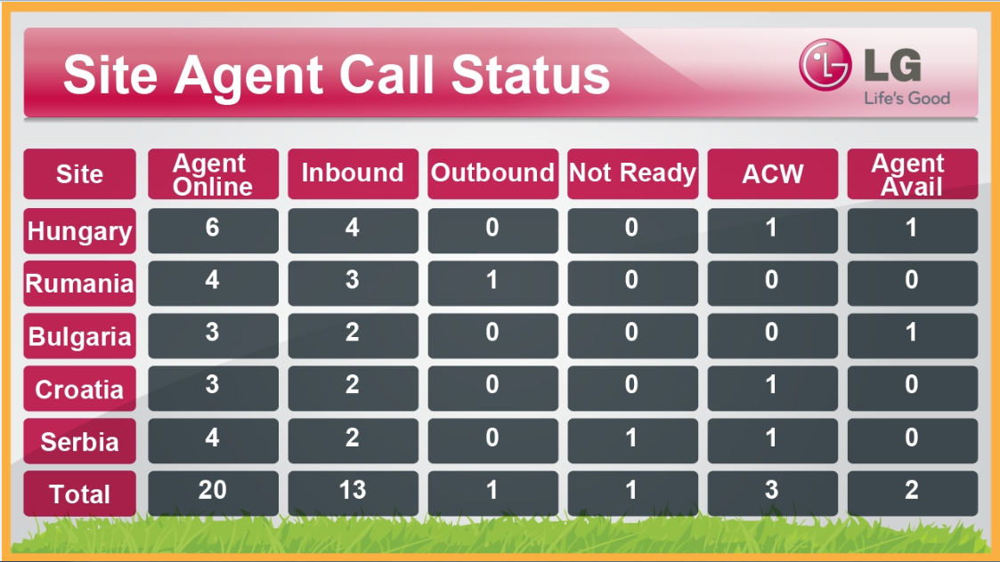 Site Agent Call Status
LG
Life's Good
Site Agent Online Inbound Outbound Not Ready ACW Agent Avail
Hungary 6 4 0 0 1 1
Rumania 4 3 1 0 0 0
Bulgaria 3 2 0 0 0 1
Croatia 3 2 0 0 1 0
Serbia 4 2 0 1 1 0
Total 20 13 1 1 3 2